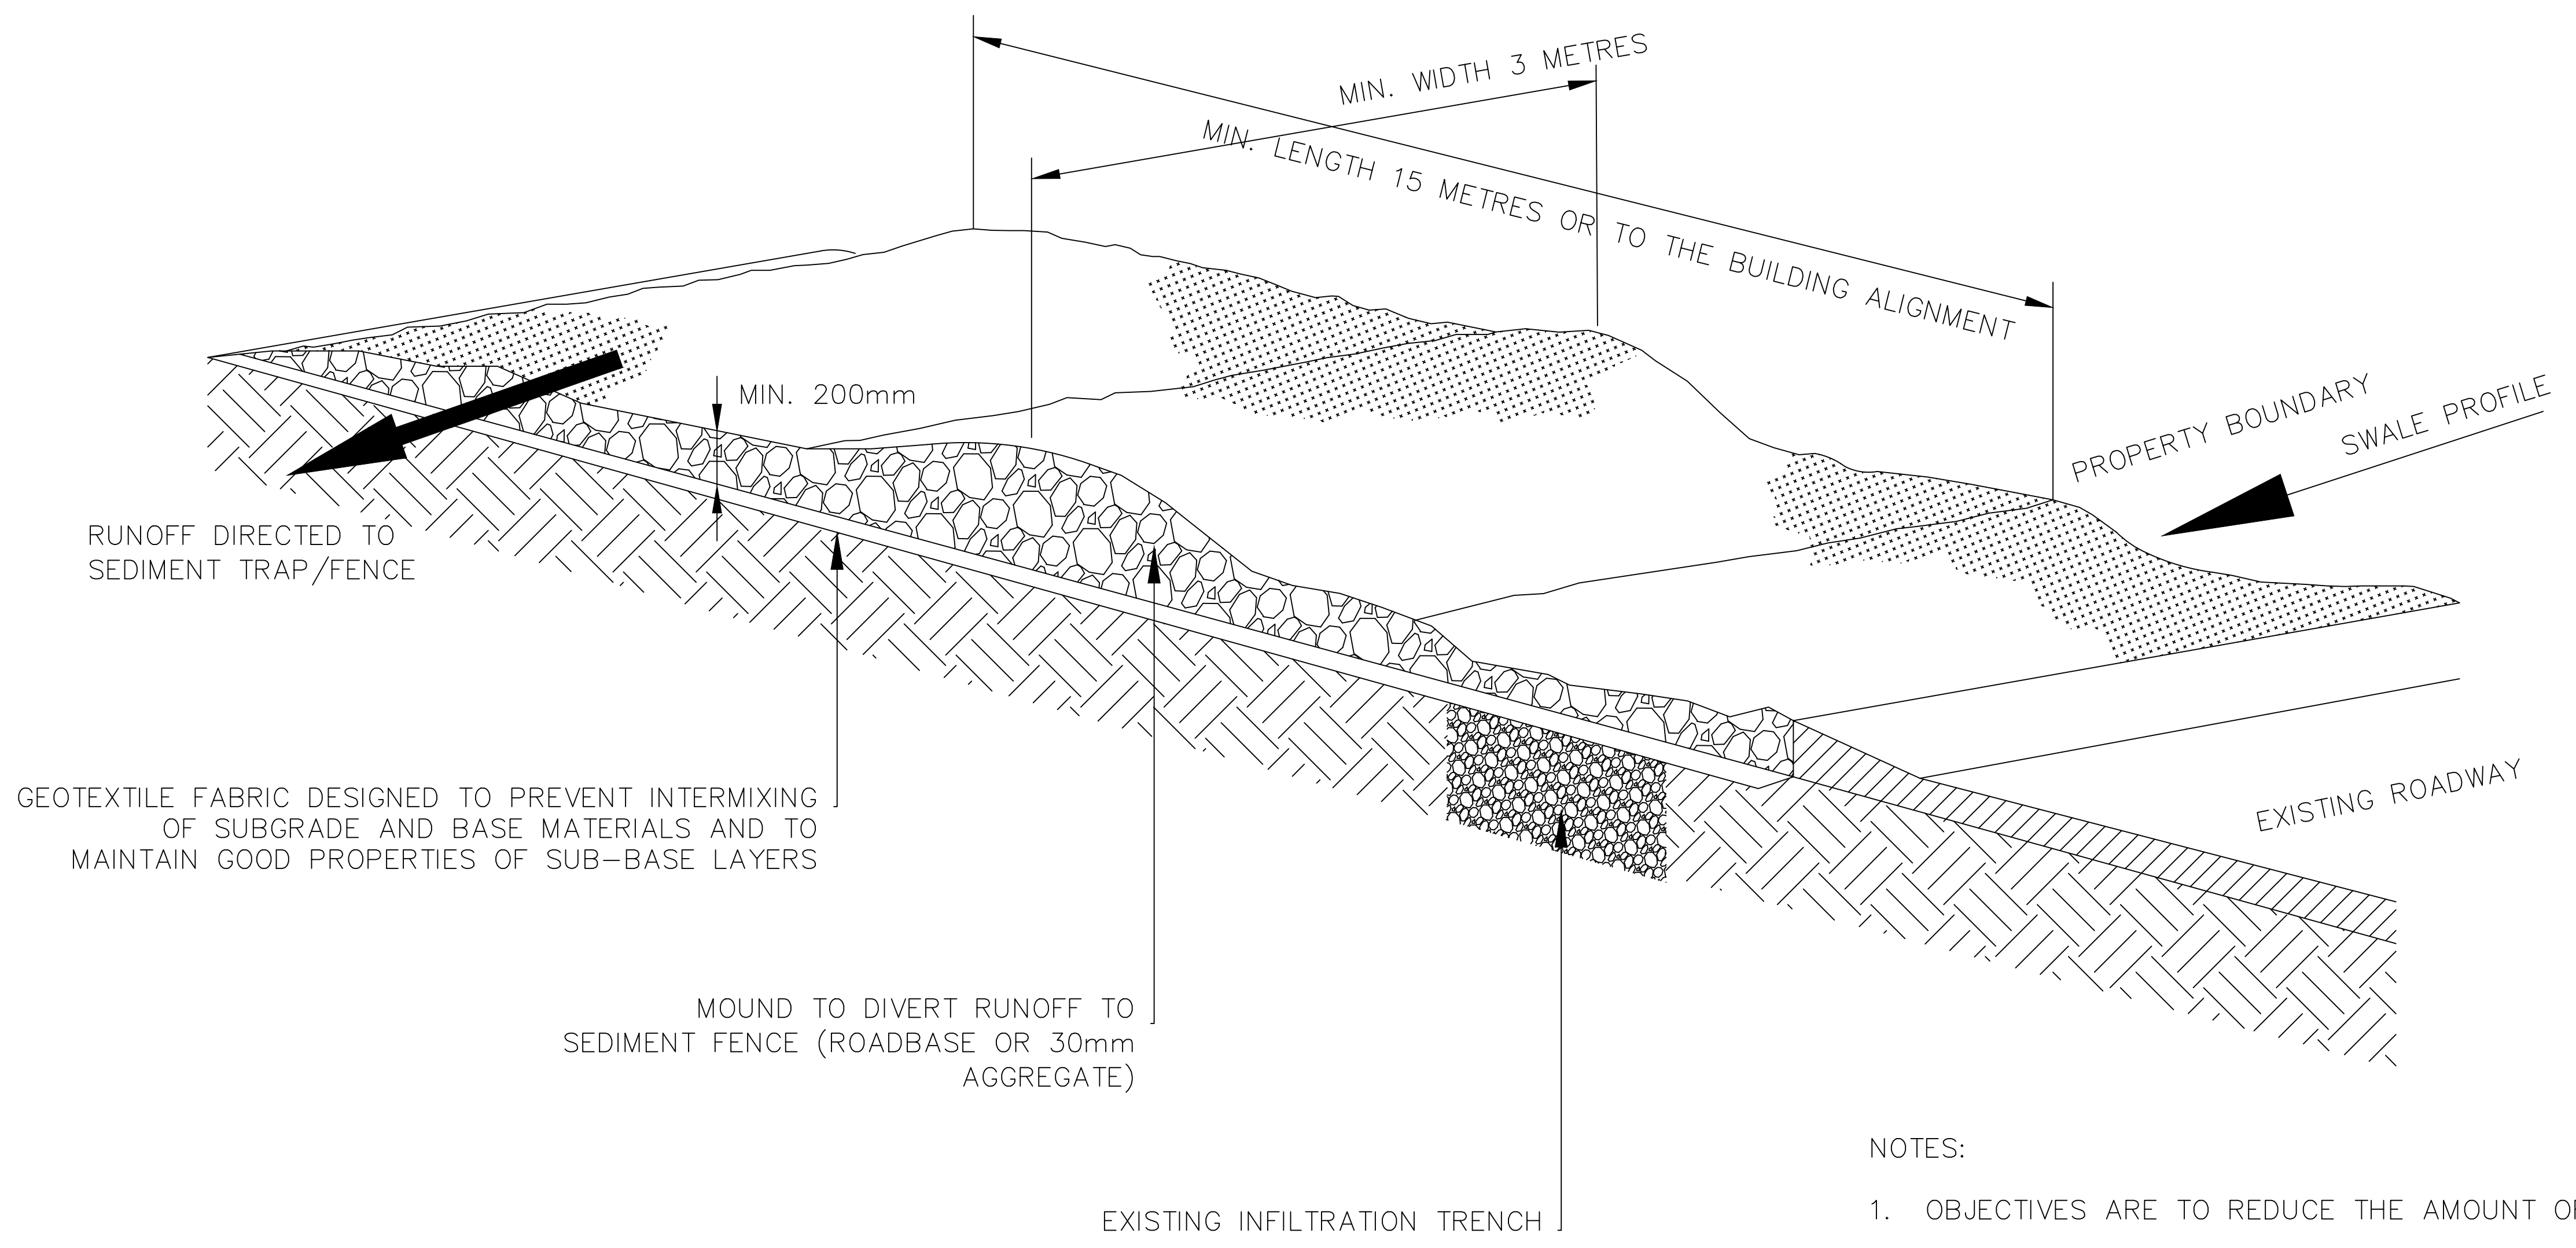 MIN. WIDTH 3 METRES
MIN. LENGTH 15 METRES OR TO THE BUILDING ALIGNMENT
MIN. 200mm
PROPERTY BOUNDARY
SWALE PROFILE
RUNOFF DIRECTED TO
SEDIMENT TRAP/FENCE
GEOTEXTILE FABRIC DESIGNED TO PREVENT INTERMIXING
OF SUBGRADE AND BASE MATERIALS AND TO
MAINTAIN GOOD PROPERTIES OF SUB-BASE LAYERS
EXISTING ROADWAY
MOUND TO DIVERT RUNOFF TO
SEDIMENT FENCE (ROADBASE OR 30mm
AGGREGATE)
EXISTING INFILTRATION TRENCH
NOTES:
1. OBJECTIVES ARE TO REDUCE THE AMOUNT